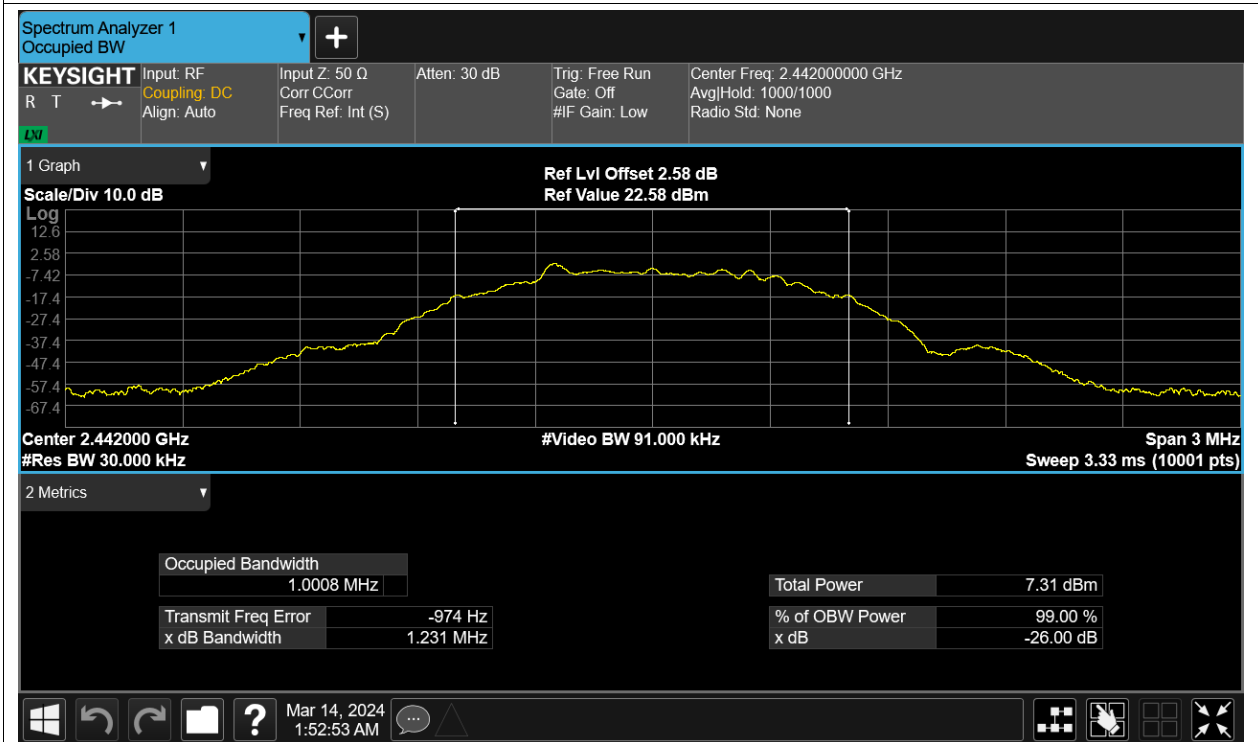 Spectrum Analyzer 1
Occupied BW
KEYSIGHT
R T
LXI
Input: RF
Coupling: DC
Align: Auto
Input Z: 50 Ω
Corr CCorr
Freq Ref: Int (S)
Atten: 30 dB
Trig: Free Run
Gate: Off
#IF Gain: Low
Center Freq: 2.442000000 GHz
Avg|Hold: 1000/1000
Radio Std: None
1 Graph
Scale/Div 10.0 dB
Ref Lvl Offset 2.58 dB
Ref Value 22.58 dBm
Log
12.6
2.58
-7.42
-17.4
-27.4
-37.4
-47.4
-57.4
-67.4
Center 2.442000 GHz
#Res BW 30.000 kHz
#Video BW 91.000 kHz
Span 3 MHz
Sweep 3.33 ms (10001 pts)
2 Metrics
Occupied Bandwidth
1.0008 MHz
Transmit Freq Error -974 Hz
x dB Bandwidth 1.231 MHz
Total Power 7.31 dBm
% of OBW Power 99.00 %
x dB -26.00 dB
?
Mar 14, 2024
1:52:53 AM